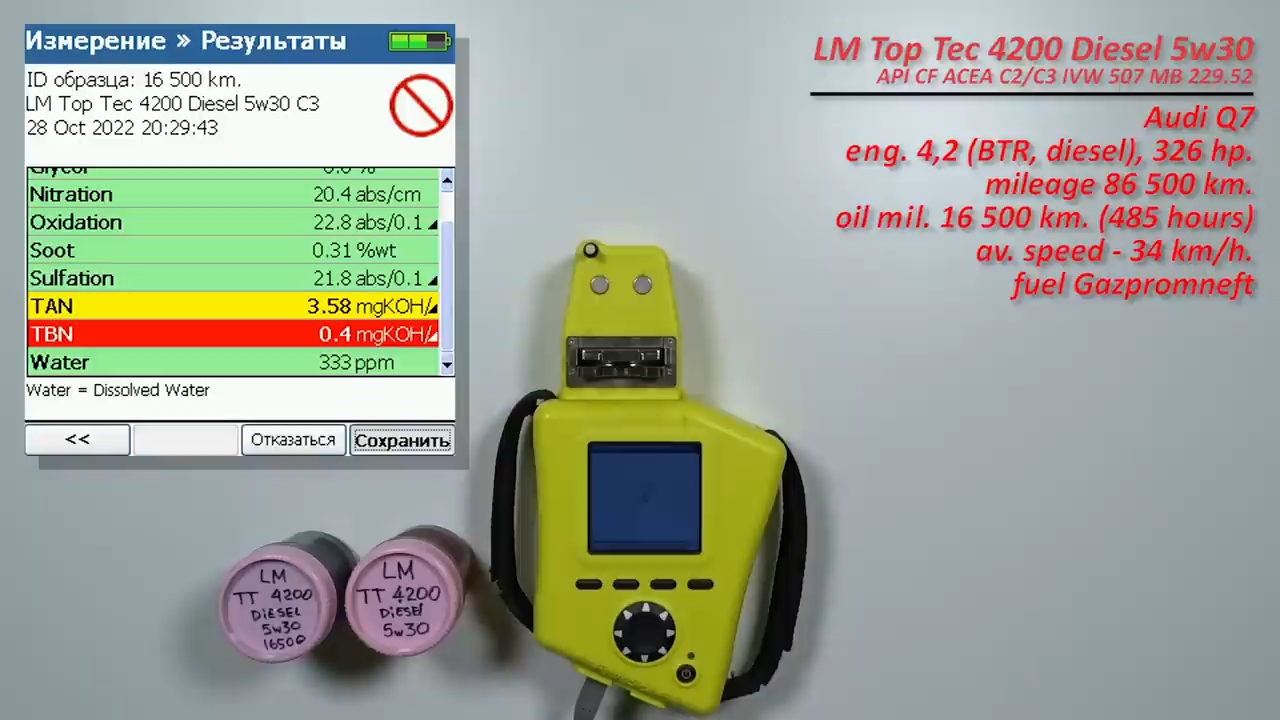 Измерение » Результаты
ID образца: 16 500 km.
LM Top Tec 4200 Diesel 5w30 C3
28 Oct 2022 20:29:43
Glycol 0.0 %
Nitration 20.4 abs/cm
Oxidation 22.8 abs/0.1
Soot 0.31 %wt
Sulfation 21.8 abs/0.1
TAN 3.58 mgKOH/
TBN 0.4 mgKOH/
Water 333 ppm
Water = Dissolved Water
<< Отказаться Сохранить
LM Top Tec 4200 Diesel 5w30
API CF ACEA C2/C3 IVW 507 MB 229.52
Audi Q7
eng. 4,2 (BTR, diesel), 326 hp.
mileage 86 500 km.
oil mil. 16 500 km. (485 hours)
av. speed - 34 km/h.
fuel Gazpromneft
LM
TT 4200
DIESEL
5w30
16500
LM
TT 4200
DIESEL
5w30